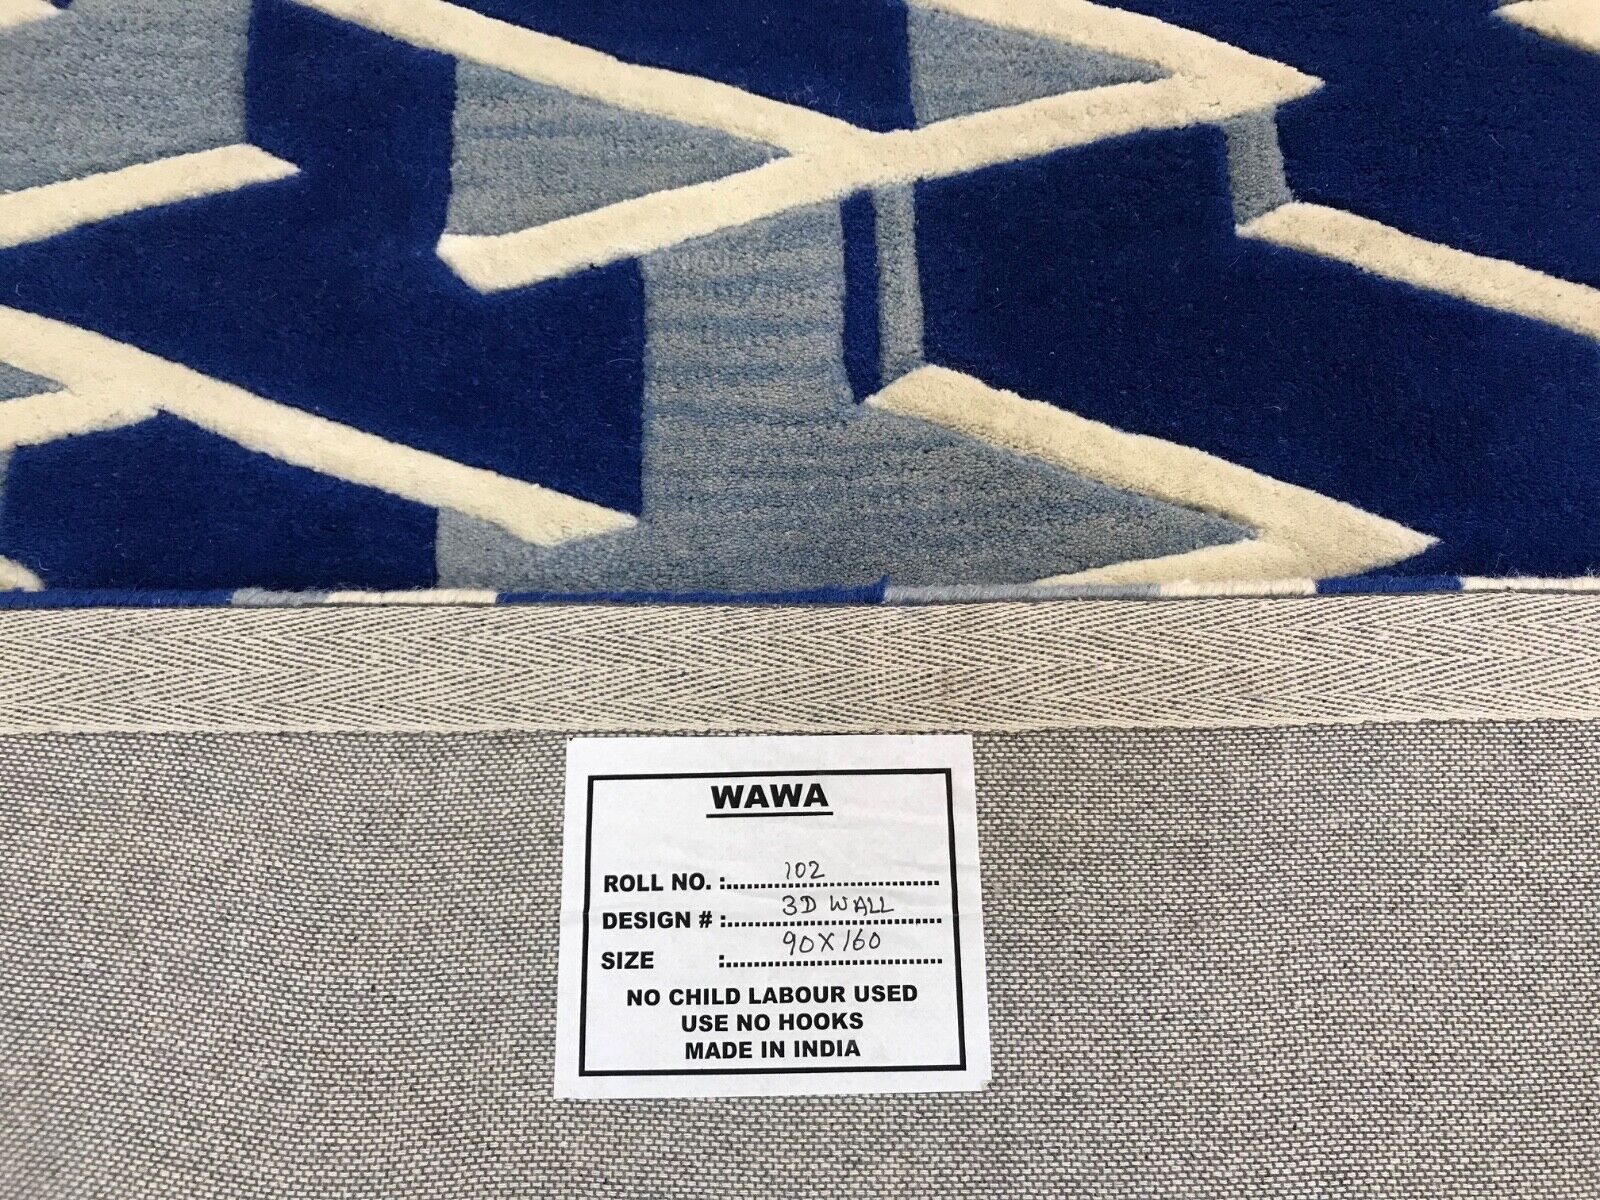 WAWA
ROLL NO. :................................ 102
DESIGN # :................................ 3D WALL
SIZE :................................ 90X160
NO CHILD LABOUR USED
USE NO HOOKS
MADE IN INDIA